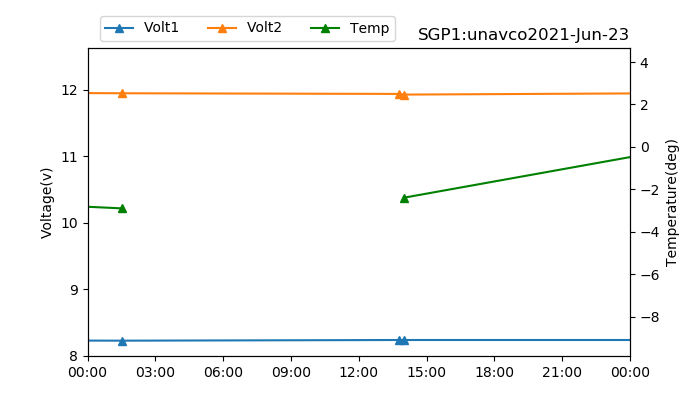 Volt1 Volt2 Temp
SGP1:unavco2021-Jun-23
12
11
10
9
8
Voltage(v)
4
2
0
−2
−4
−6
−8
Temperature(deg)
00:00 03:00 06:00 09:00 12:00 15:00 18:00 21:00 00:00